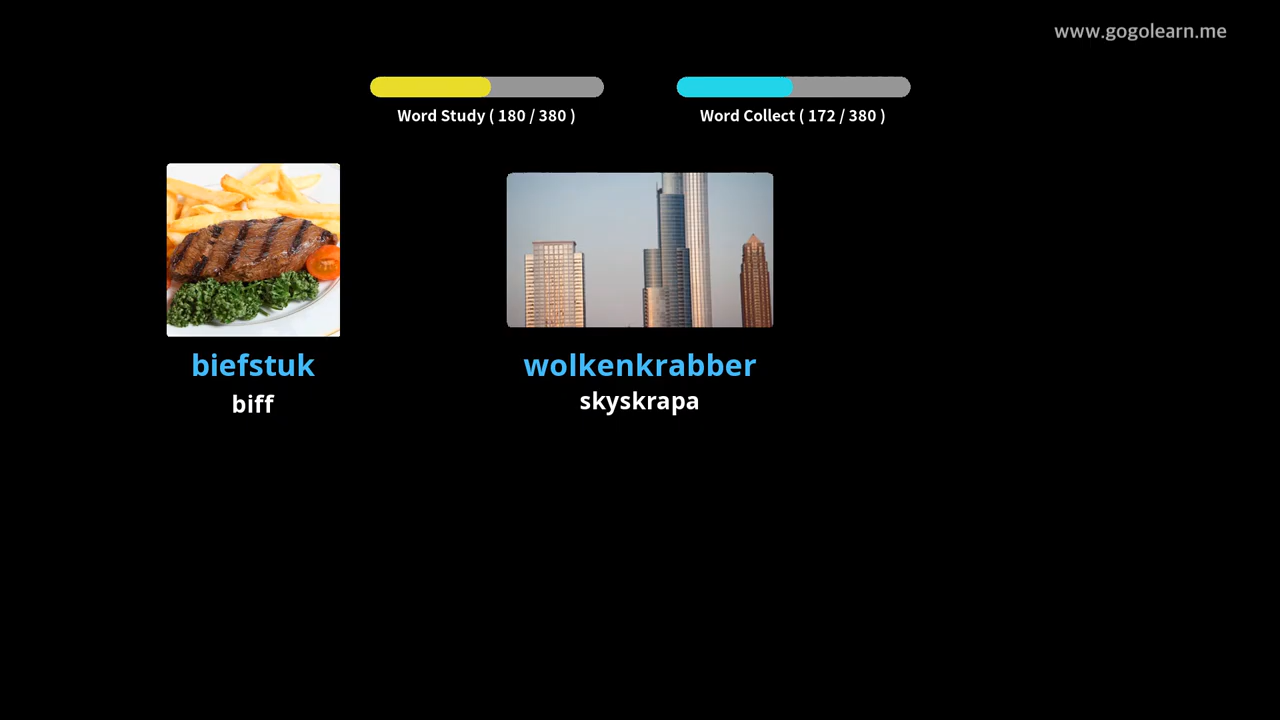 www.gogolearn.me
Word Study ( 180 / 380 )
Word Collect ( 172 / 380 )
biefstuk
biff
wolkenkrabber
skyskrapa